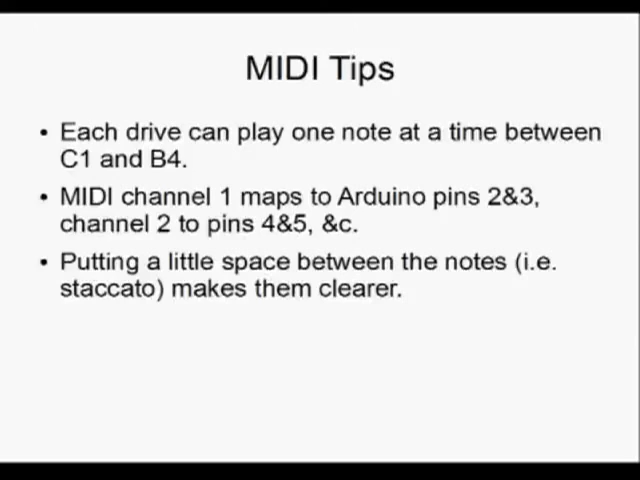 MIDI Tips
• Each drive can play one note at a time between
C1 and B4.
• MIDI channel 1 maps to Arduino pins 2&3,
channel 2 to pins 4&5, &c.
• Putting a little space between the notes (i.e.
staccato) makes them clearer.